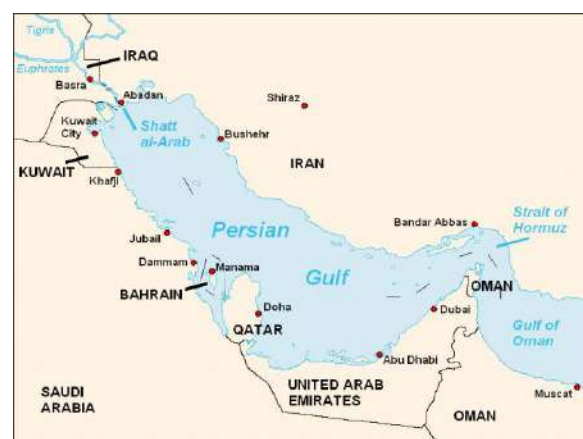 Tigris
Euphrates
IRAQ
Basra
Abadan
Shiraz
Kuwait
City
Shatt
al-Arab
Bushehr
IRAN
KUWAIT
Khafji
Persian
Gulf
Bandar Abbas
Strait of
Hormuz
Jubail
Dammam
Manama
BAHRAIN
OMAN
Doha
Dubai
QATAR
Gulf of
Oman
Abu Dhabi
SAUDI
ARABIA
UNITED ARAB
EMIRATES
Muscat
OMAN